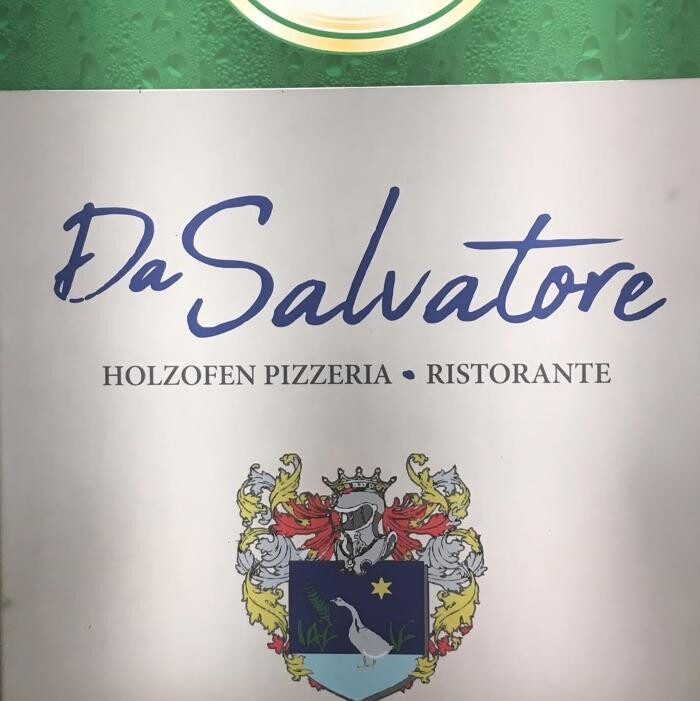 Da Salvatore
HOLZOFEN PIZZERIA • RISTORANTE